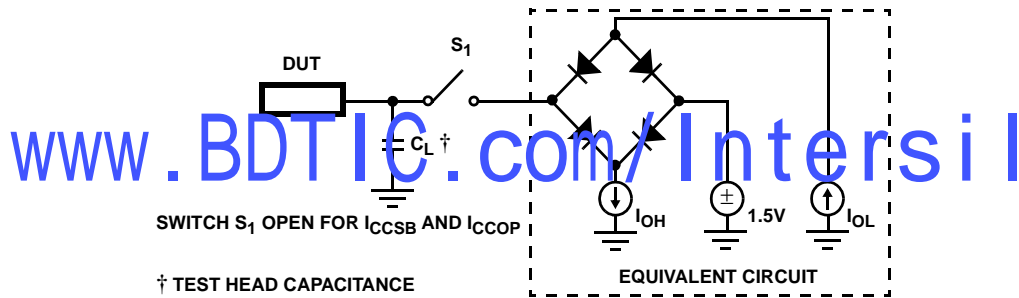 S1
DUT
www.BDTIC.com/Intersil
CL †
IOH
±
1.5V
IOL
SWITCH S1 OPEN FOR ICCSB AND ICCOP
EQUIVALENT CIRCUIT
† TEST HEAD CAPACITANCE